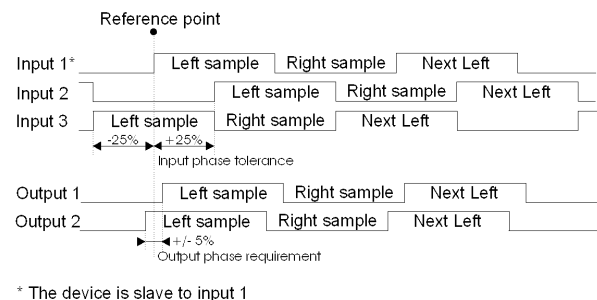 Reference point
Input 1* Left sample Right sample Next Left
Input 2 Left sample Right sample Next Left
Input 3 Left sample Right sample Next Left
-25% +25%
Input phase tolerance
Output 1 Left sample Right sample Next Left
Output 2 Left sample Right sample Next Left
+/- 5%
Output phase requirement
* The device is slave to input 1